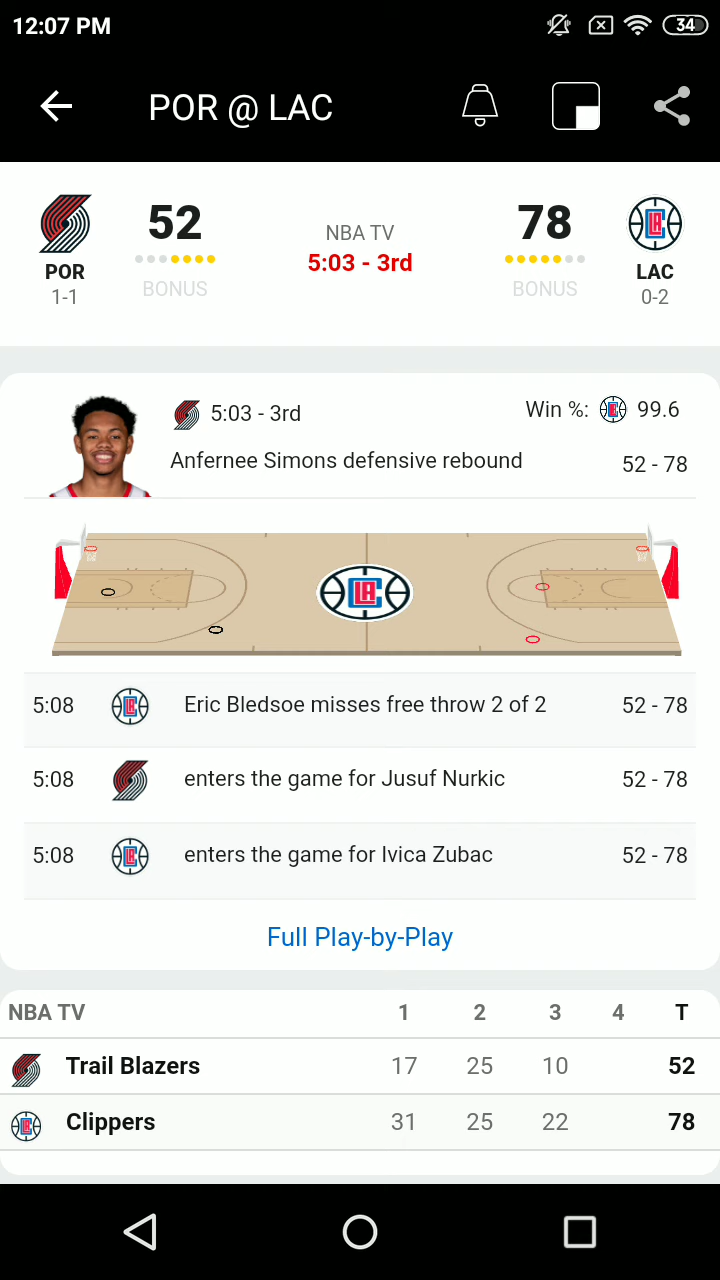 12:07 PM
34
POR @ LAC
52
78
NBA TV
5:03 - 3rd
POR
LAC
BONUS
BONUS
1-1
0-2
5:03 - 3rd
Win %:
99.6
Anfernee Simons defensive rebound
52 - 78
5:08
Eric Bledsoe misses free throw 2 of 2
52 - 78
5:08
enters the game for Jusuf Nurkic
52 - 78
5:08
enters the game for Ivica Zubac
52 - 78
Full Play-by-Play
NBA TV 1 2 3 4 T
Trail Blazers 17 25 10 52
Clippers 31 25 22 78